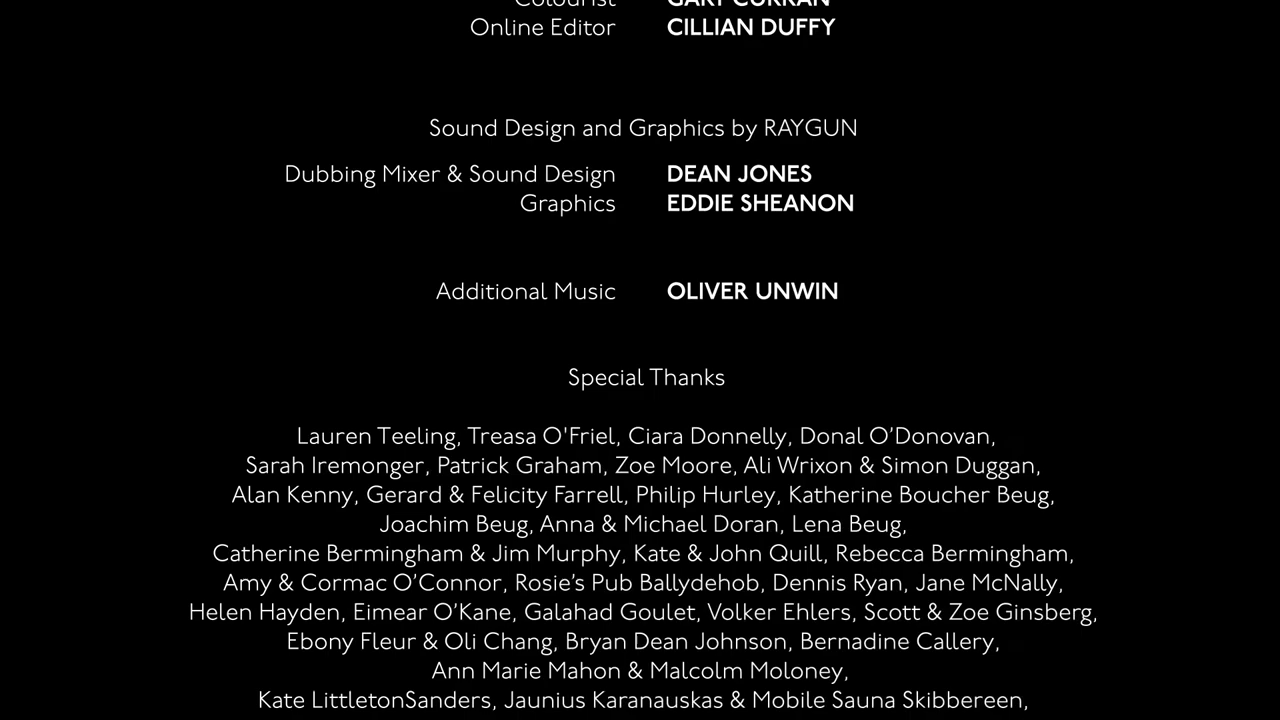 Colourist GARY CURRAN
Online Editor CILLIAN DUFFY
Sound Design and Graphics by RAYGUN
Dubbing Mixer & Sound Design DEAN JONES
Graphics EDDIE SHEANON
Additional Music OLIVER UNWIN
Special Thanks
Lauren Teeling, Treasa O'Friel, Ciara Donnelly, Donal O’Donovan,
Sarah Iremonger, Patrick Graham, Zoe Moore, Ali Wrixon & Simon Duggan,
Alan Kenny, Gerard & Felicity Farrell, Philip Hurley, Katherine Boucher Beug,
Joachim Beug, Anna & Michael Doran, Lena Beug,
Catherine Bermingham & Jim Murphy, Kate & John Quill, Rebecca Bermingham,
Amy & Cormac O’Connor, Rosie’s Pub Ballydehob, Dennis Ryan, Jane McNally,
Helen Hayden, Eimear O’Kane, Galahad Goulet, Volker Ehlers, Scott & Zoe Ginsberg,
Ebony Fleur & Oli Chang, Bryan Dean Johnson, Bernadine Callery,
Ann Marie Mahon & Malcolm Moloney,
Kate LittletonSanders, Jaunius Karanauskas & Mobile Sauna Skibbereen,